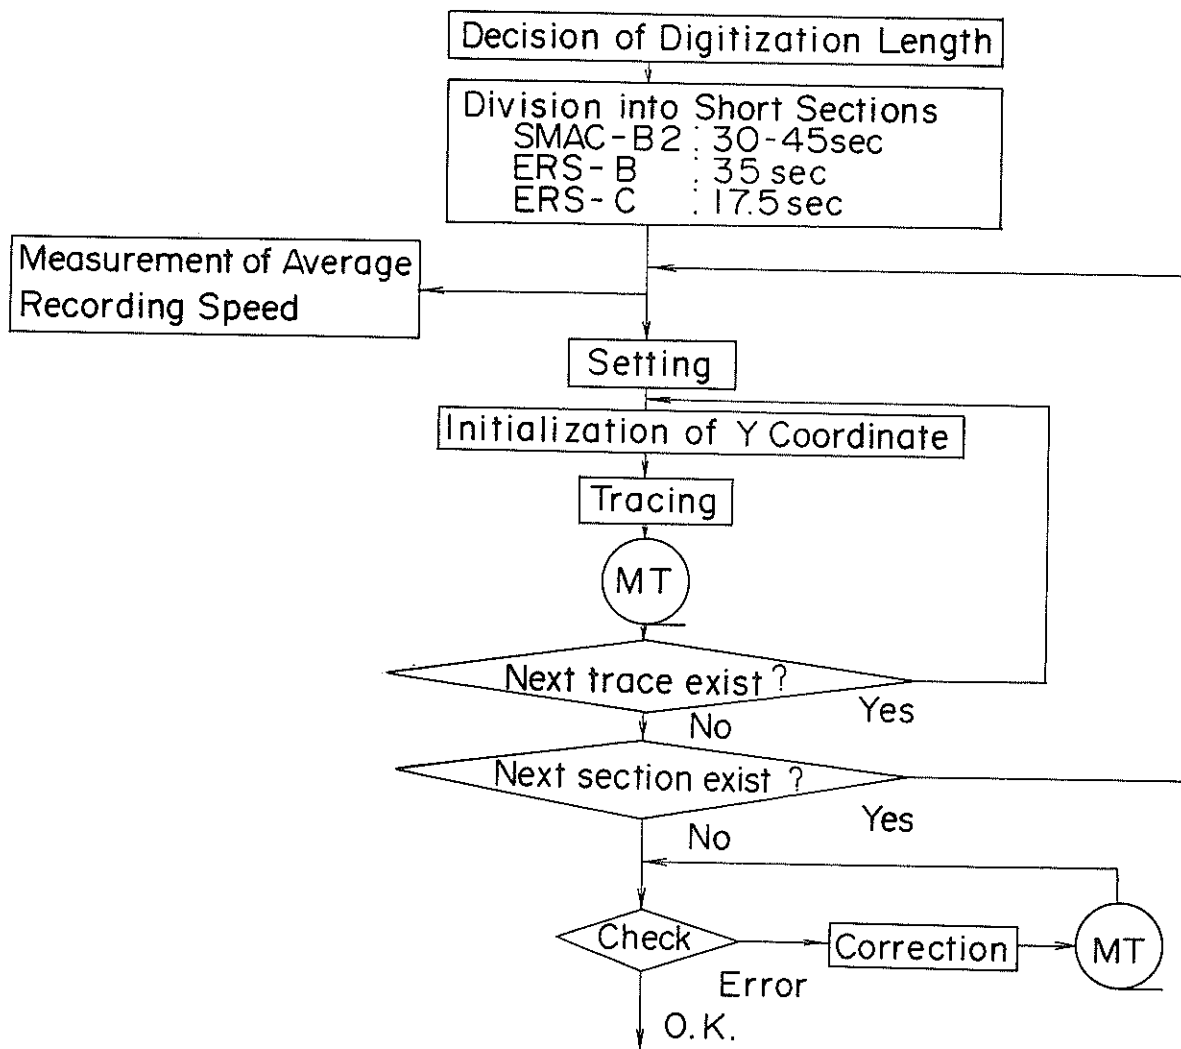 Decision of Digitization Length
Division into Short Sections
SMAC-B2 : 30-45sec
ERS-B : 35 sec
ERS-C : 17.5 sec
Measurement of Average
Recording Speed
Setting
Initialization of Y Coordinate
Tracing
MT
Next trace exist ?
Yes
No
Next section exist ?
Yes
No
Check
Correction
MT
Error
O.K.